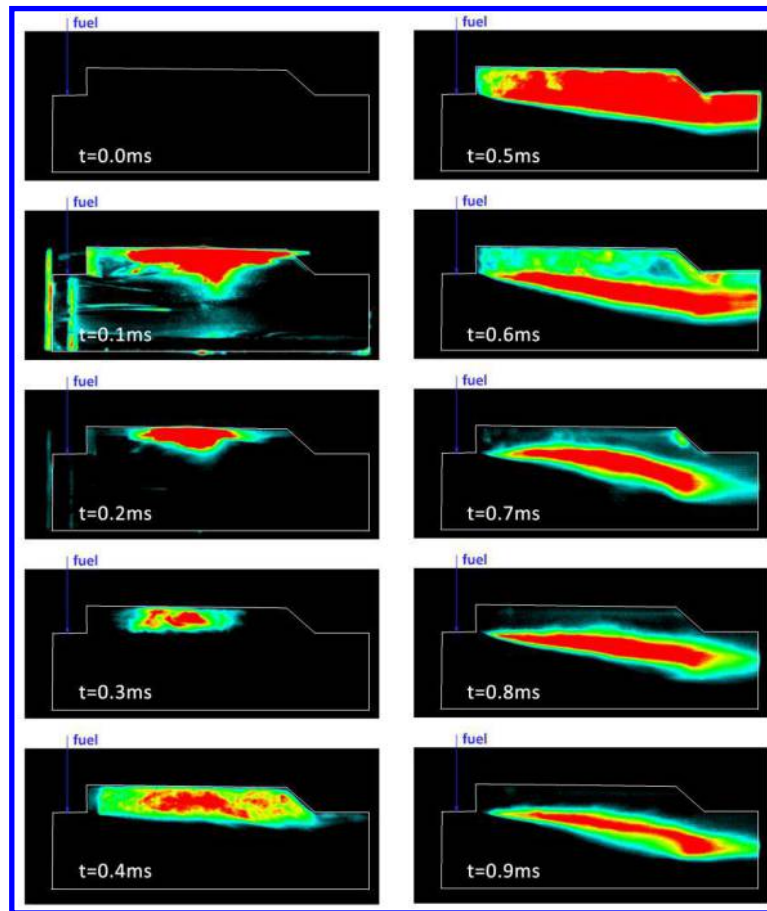 fuel
t=0.0ms
fuel
t=0.1ms
fuel
t=0.2ms
fuel
t=0.3ms
fuel
t=0.4ms
fuel
t=0.5ms
fuel
t=0.6ms
fuel
t=0.7ms
fuel
t=0.8ms
fuel
t=0.9ms